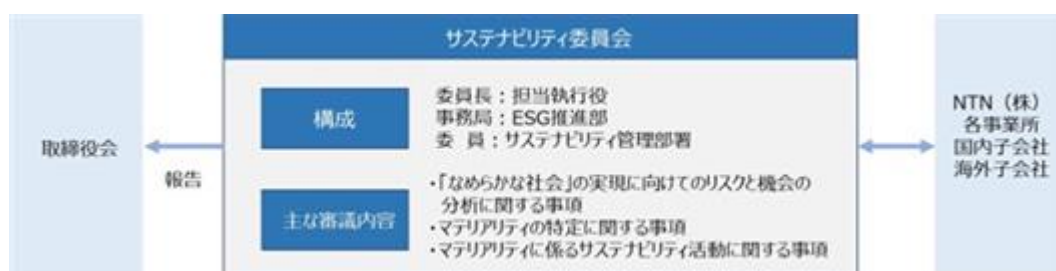 サステナビリティ委員会
取締役会
報告
構成
委員長：担当執行役
事務局：ESG推進部
委　員：サステナビリティ管理部署
主な審議内容
・「なめらかな社会」の実現に向けてのリスクと機会の
分析に関する事項
・マテリアリティの特定に関する事項
・マテリアリティに係るサステナビリティ活動に関する事項
NTN（株）
各事業所
国内子会社
海外子会社